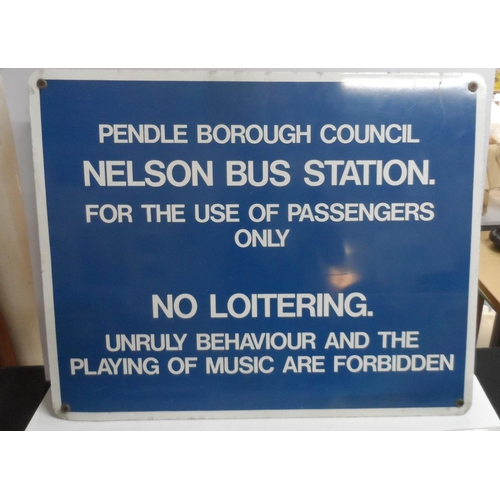 PENDLE BOROUGH COUNCIL
NELSON BUS STATION.
FOR THE USE OF PASSENGERS
ONLY
NO LOITERING.
UNRULY BEHAVIOUR AND THE
PLAYING OF MUSIC ARE FORBIDDEN